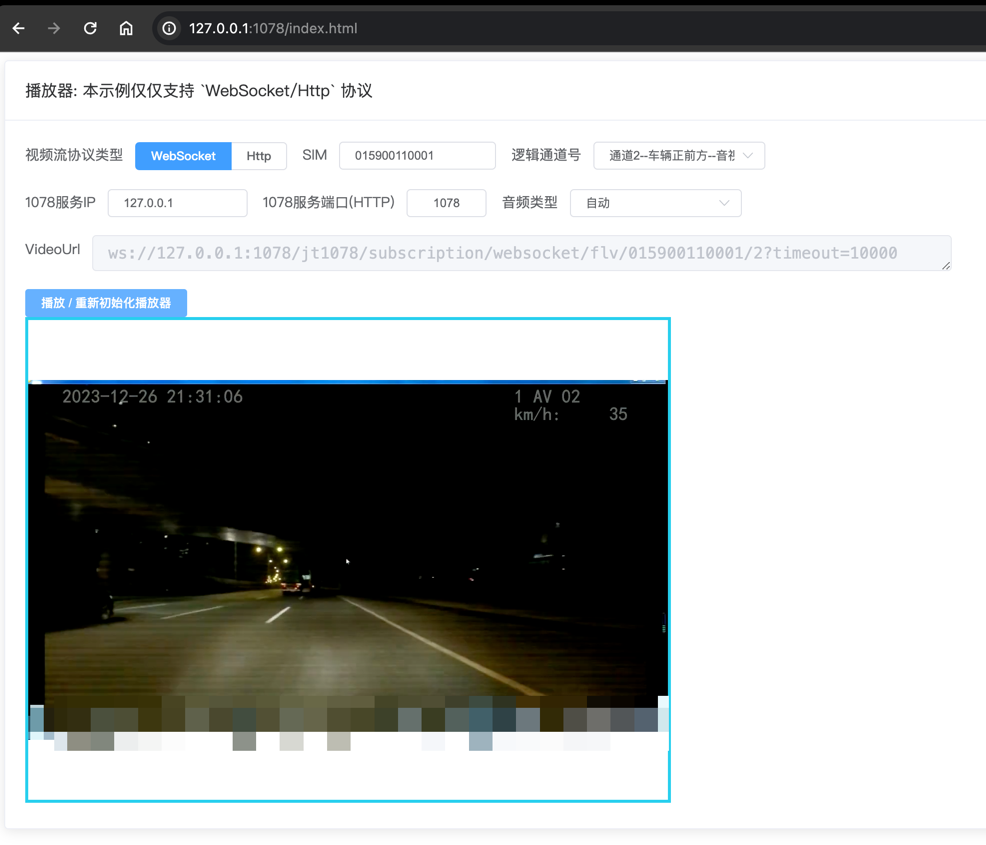 127.0.0.1:1078/index.html
播放器: 本示例仅仅支持 `WebSocket/Http` 协议
视频流协议类型 WebSocket Http SIM 015900110001 逻辑通道号 通道2--车辆正前方--音
1078服务IP 127.0.0.1 1078服务端口(HTTP) 1078 音频类型 自动
VideoUrl ws://127.0.0.1:1078/jt1078/subscription/websocket/flv/015900110001/2?timeout=10000
播放 / 重新初始化播放器
2023-12-26 21:31:06 1 AV 02
km/h: 35